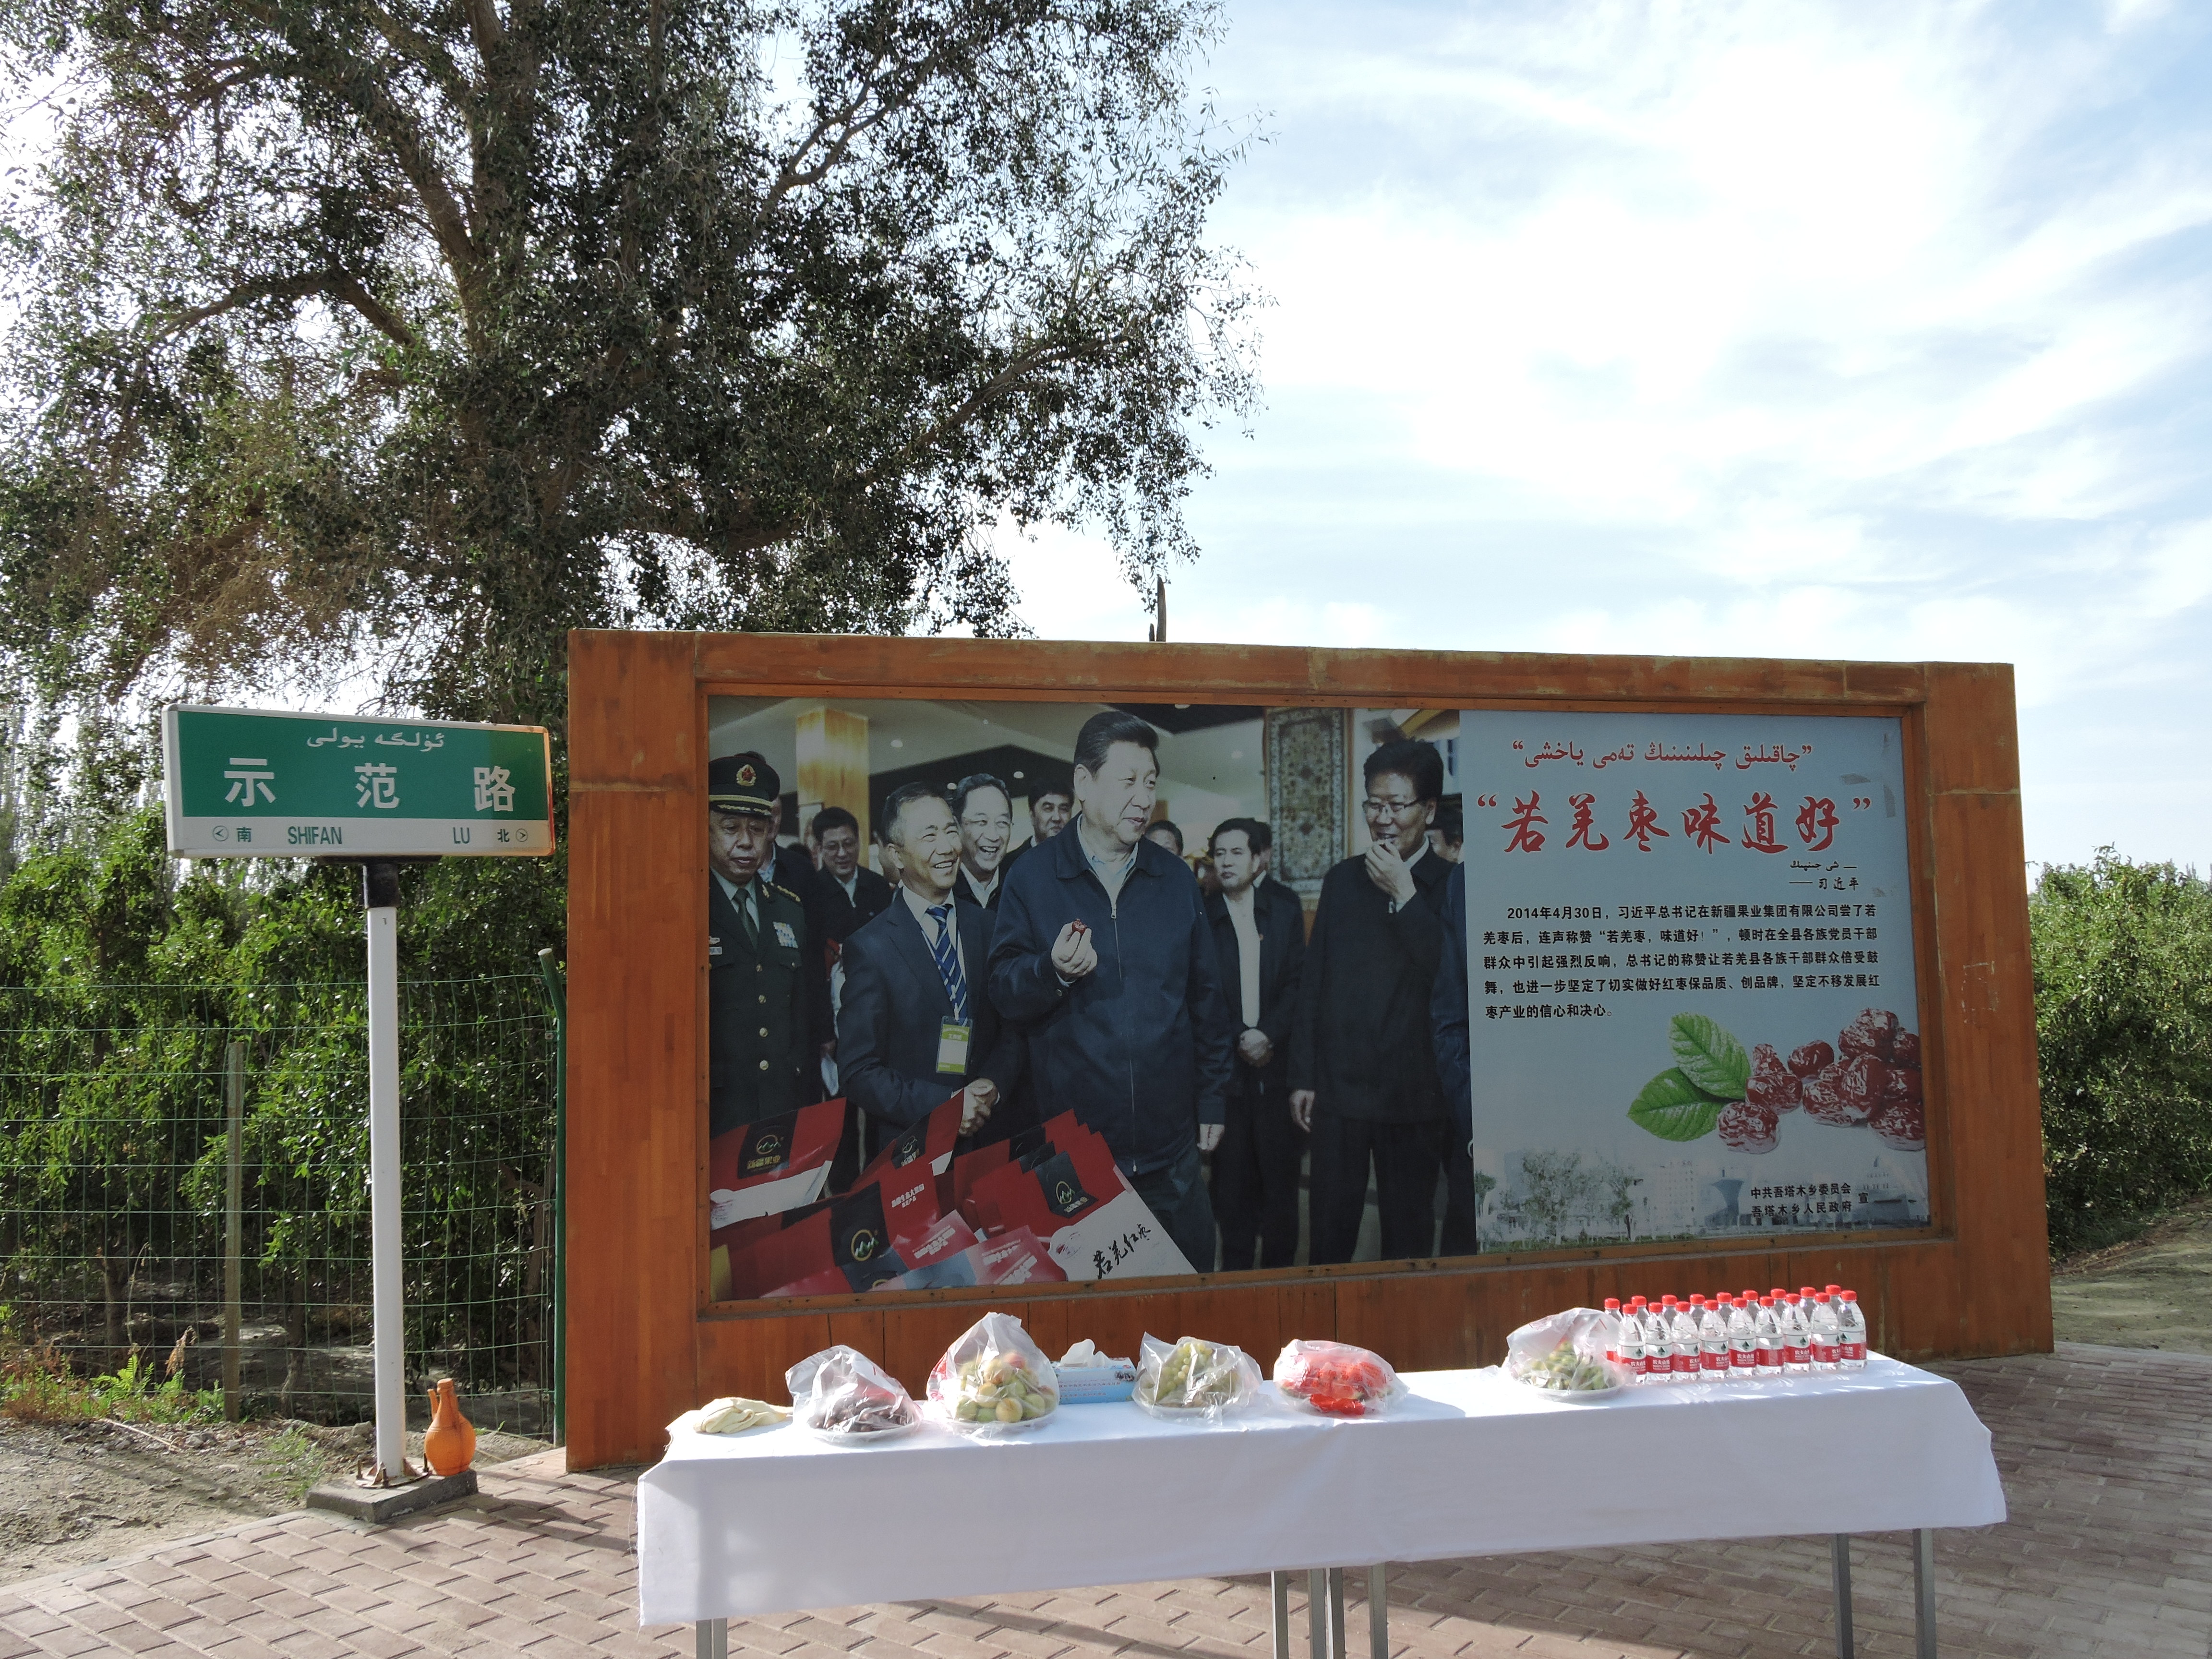 ئۈلگە يولى
示范路
南 SHIFAN LU 北
“چاقىلىق چىلىنىنىڭ تەمى ياخشى”
“若羌枣味道好”
— شى جىنپىڭ
——习近平
2014年4月30日，习近平总书记在新疆果业集团有限公司尝了若
羌枣后，连声称赞“若羌枣，味道好！”，顿时在全县各族党员干部
群众中引起强烈反响，总书记的称赞让若羌县各族干部群众倍受鼓
舞，也进一步坚定了切实做好红枣保品质、创品牌，坚定不移发展红
枣产业的信心和决心。
中共吾塔木乡委员会
吾塔木乡人民政府 宣
新疆果业
若羌红枣